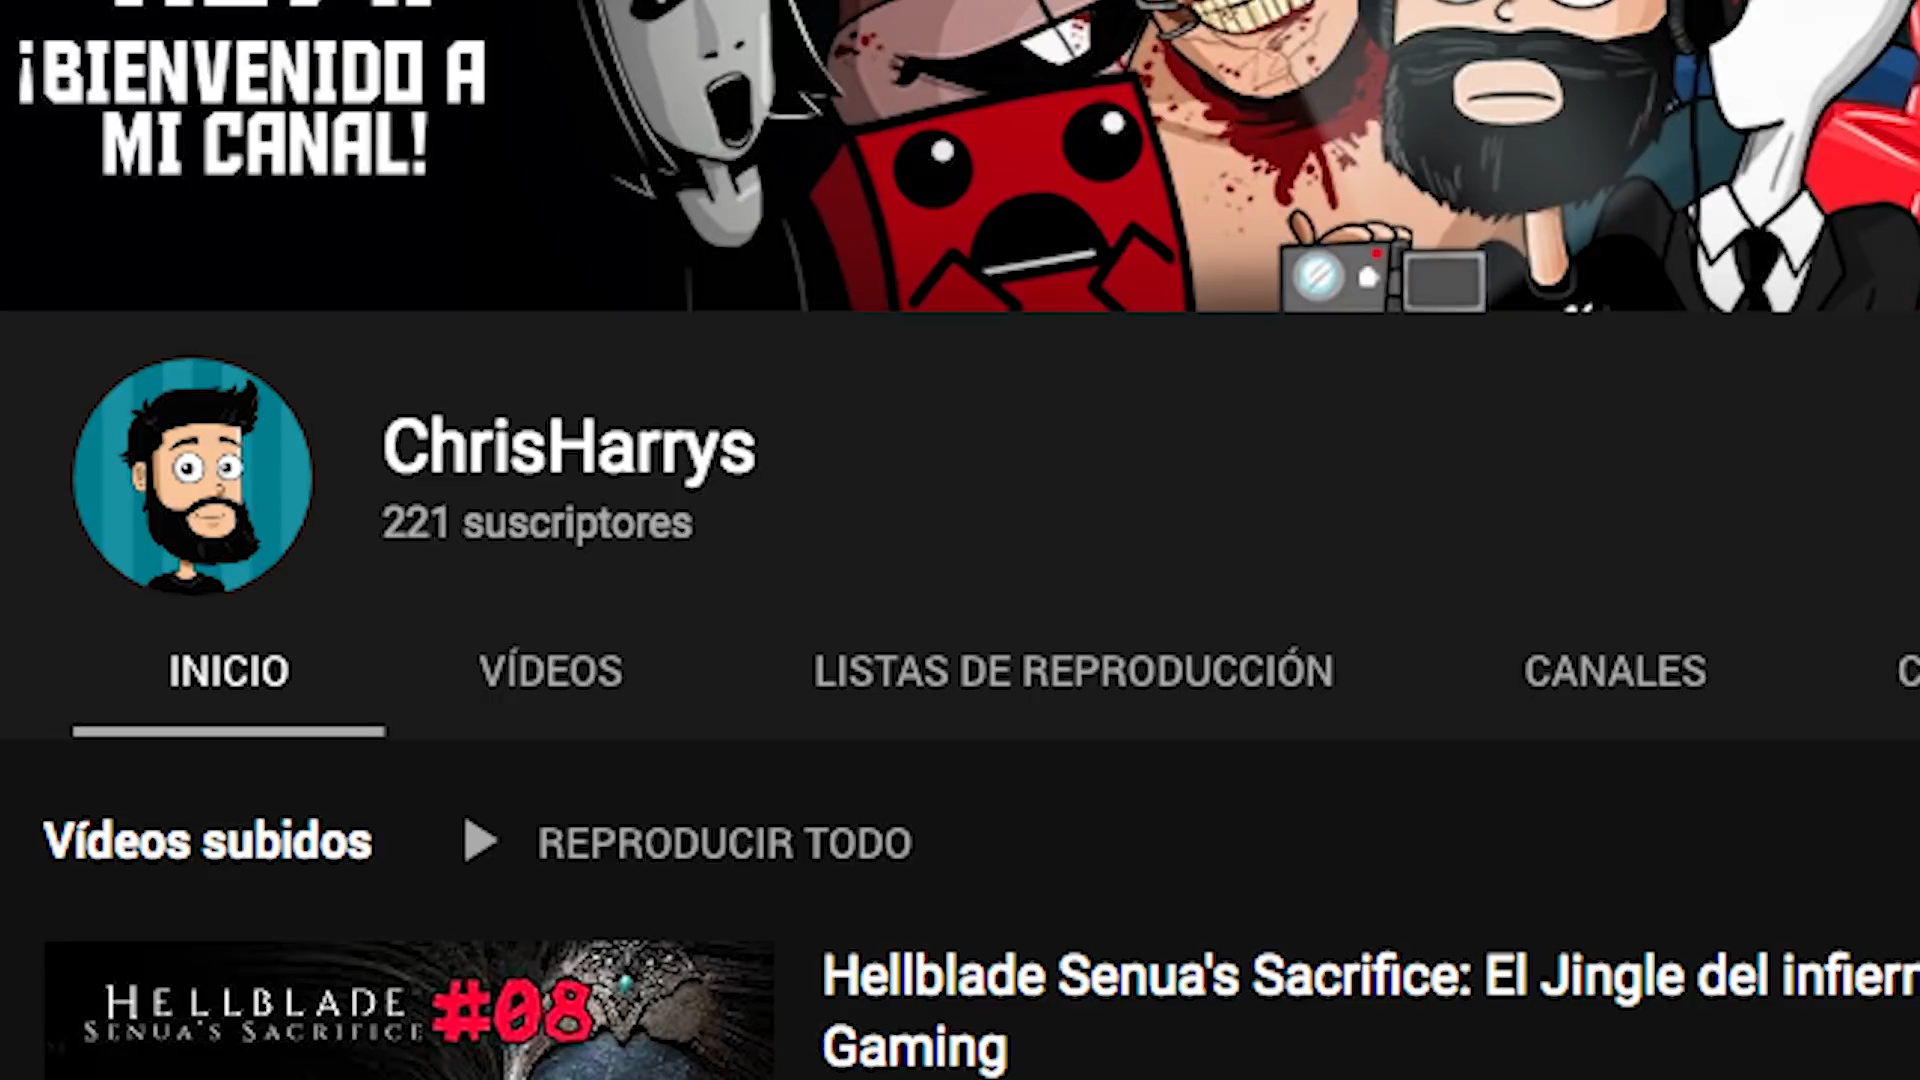 ¡BIENVENIDO A
MI CANAL!
ChrisHarrys
221 suscriptores
INICIO
VÍDEOS
LISTAS DE REPRODUCCIÓN
CANALES
Vídeos subidos
REPRODUCIR TODO
HELLBLADE
SENUA'S SACRIFICE
#08
Hellblade Senua's Sacrifice: El Jingle del
Gaming